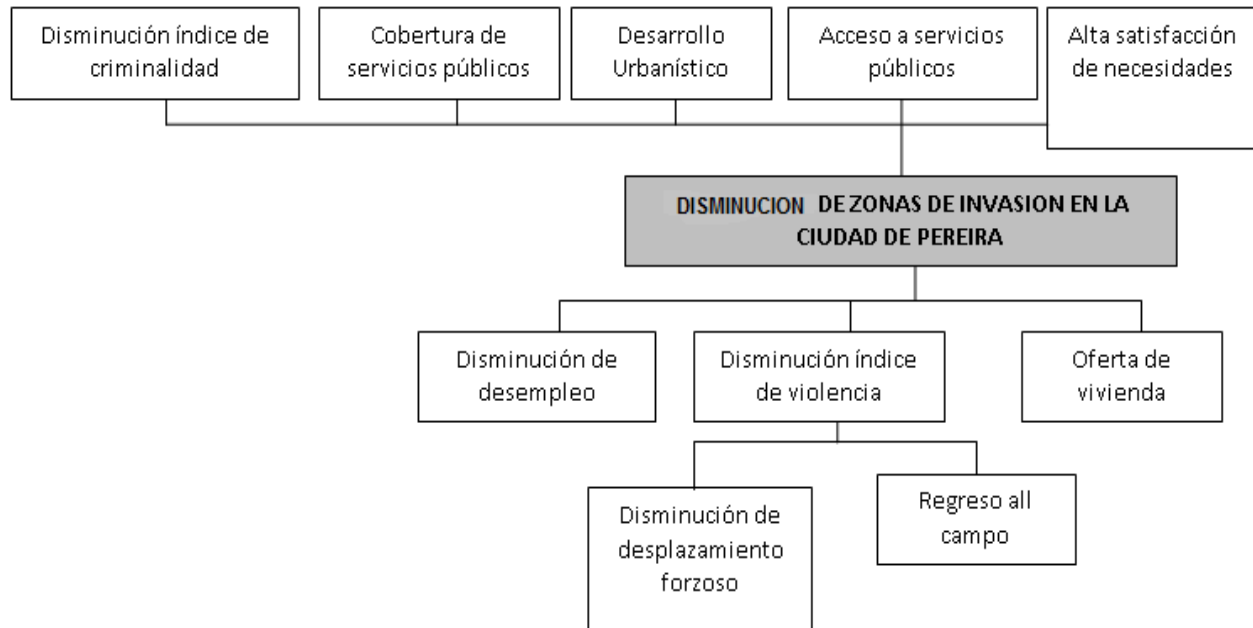 Disminución índice de
criminalidad
Cobertura de
servicios públicos
Desarrollo
Urbanístico
Acceso a servicios
públicos
Alta satisfacción
de necesidades
DISMINUCION DE ZONAS DE INVASION EN LA
CIUDAD DE PEREIRA
Disminución de
desempleo
Disminución índice
de violencia
Oferta de
vivienda
Disminución de
desplazamiento
forzoso
Regreso all
campo